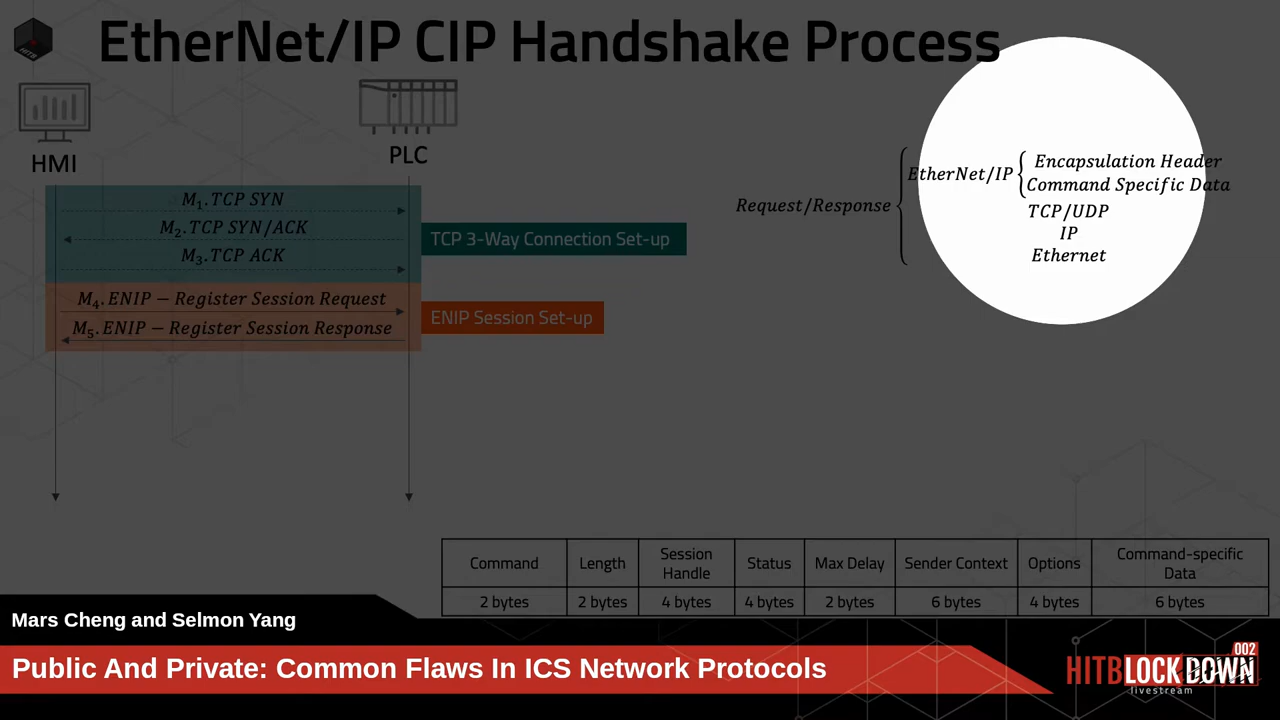 EtherNet/IP CIP Handshake Process
HITB
HMI
PLC
M₁.TCP SYN
M₂.TCP SYN/ACK
M₃.TCP ACK
TCP 3-Way Connection Set-up
M₄.ENIP − Register Session Request
M₅.ENIP − Register Session Response
ENIP Session Set-up
Request/Response
EtherNet/IP
Encapsulation Header
Command Specific Data
TCP/UDP
IP
Ethernet
Command Length Session Handle Status Max Delay Sender Context Options Command-specific Data
2 bytes 2 bytes 4 bytes 4 bytes 2 bytes 6 bytes 4 bytes 6 bytes
Mars Cheng and Selmon Yang
Public And Private: Common Flaws In ICS Network Protocols
HITBLOCKDOWN 002
livestream